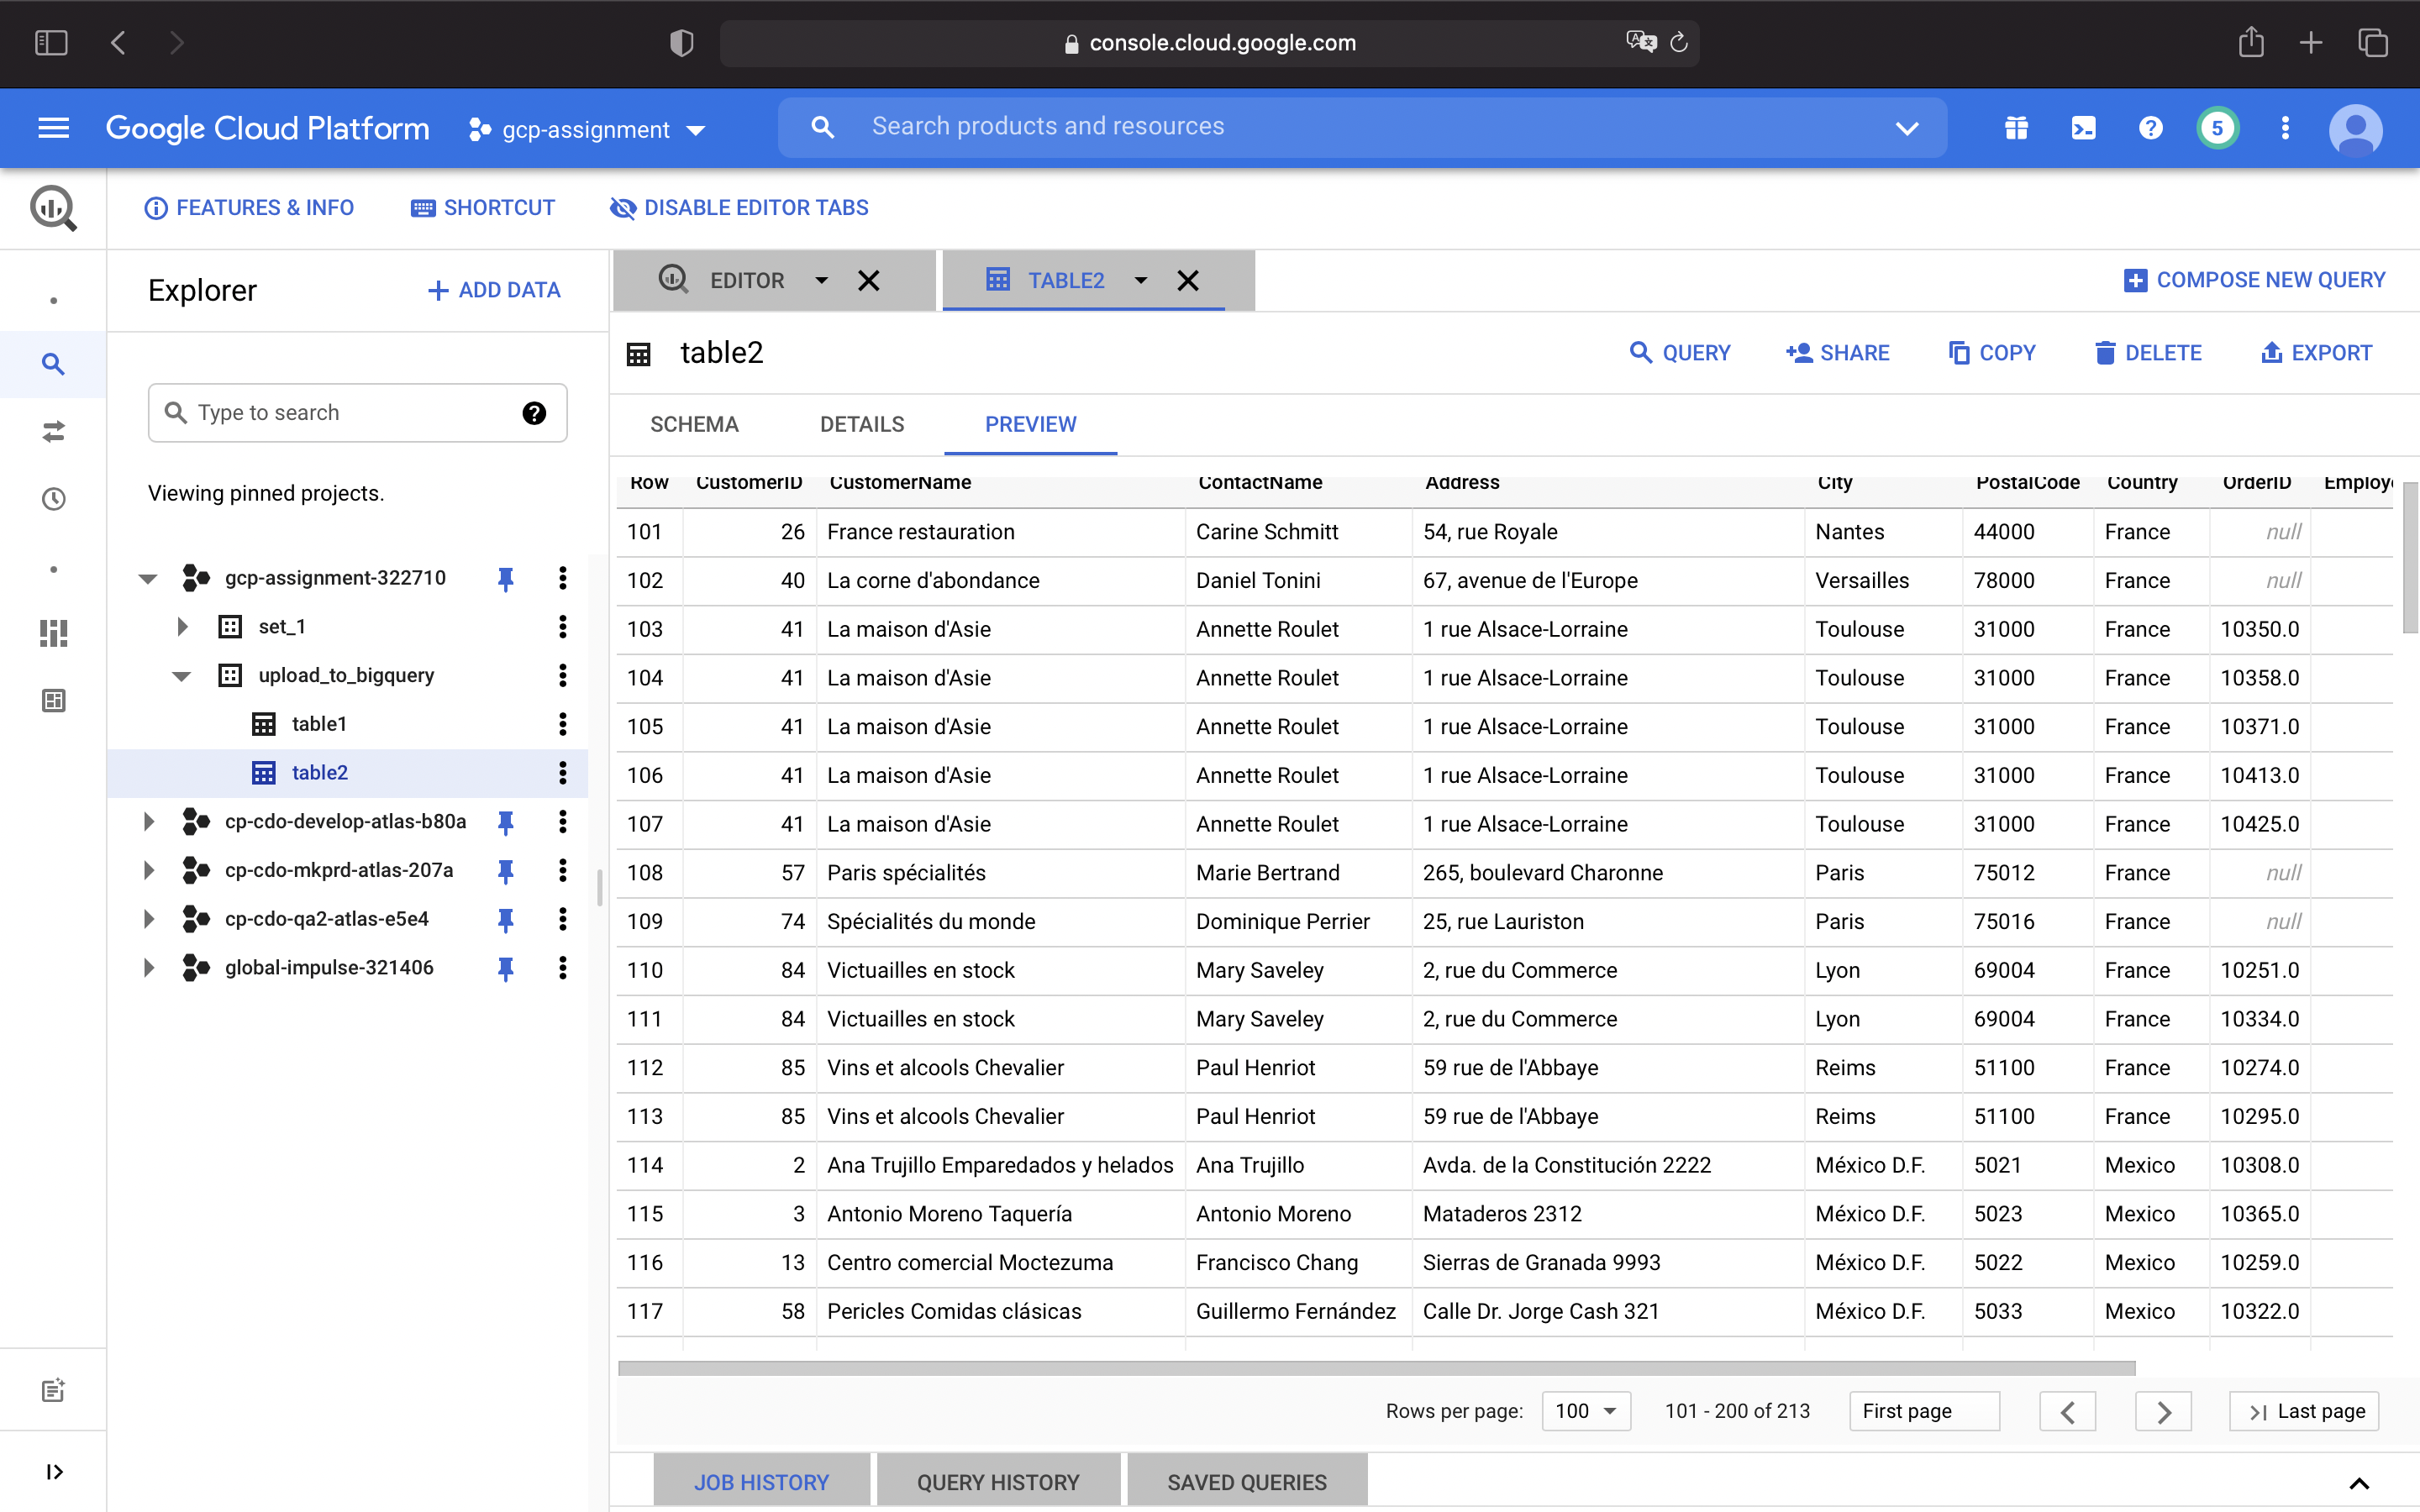 console.cloud.google.com
Google Cloud Platform gcp-assignment Search products and resources 5
FEATURES & INFO SHORTCUT DISABLE EDITOR TABS
Explorer + ADD DATA
EDITOR TABLE2 COMPOSE NEW QUERY
table2 QUERY SHARE COPY DELETE EXPORT
Type to search
SCHEMA DETAILS PREVIEW
Viewing pinned projects.
gcp-assignment-322710
set_1
upload_to_bigquery
table1
table2
cp-cdo-develop-atlas-b80a
cp-cdo-mkprd-atlas-207a
cp-cdo-qa2-atlas-e5e4
global-impulse-321406
Row CustomerID CustomerName ContactName Address City PostalCode Country OrderID Employ
101 26 France restauration Carine Schmitt 54, rue Royale Nantes 44000 France null
102 40 La corne d'abondance Daniel Tonini 67, avenue de l'Europe Versailles 78000 France null
103 41 La maison d'Asie Annette Roulet 1 rue Alsace-Lorraine Toulouse 31000 France 10350.0
104 41 La maison d'Asie Annette Roulet 1 rue Alsace-Lorraine Toulouse 31000 France 10358.0
105 41 La maison d'Asie Annette Roulet 1 rue Alsace-Lorraine Toulouse 31000 France 10371.0
106 41 La maison d'Asie Annette Roulet 1 rue Alsace-Lorraine Toulouse 31000 France 10413.0
107 41 La maison d'Asie Annette Roulet 1 rue Alsace-Lorraine Toulouse 31000 France 10425.0
108 57 Paris spécialités Marie Bertrand 265, boulevard Charonne Paris 75012 France null
109 74 Spécialités du monde Dominique Perrier 25, rue Lauriston Paris 75016 France null
110 84 Victuailles en stock Mary Saveley 2, rue du Commerce Lyon 69004 France 10251.0
111 84 Victuailles en stock Mary Saveley 2, rue du Commerce Lyon 69004 France 10334.0
112 85 Vins et alcools Chevalier Paul Henriot 59 rue de l'Abbaye Reims 51100 France 10274.0
113 85 Vins et alcools Chevalier Paul Henriot 59 rue de l'Abbaye Reims 51100 France 10295.0
114 2 Ana Trujillo Emparedados y helados Ana Trujillo Avda. de la Constitución 2222 México D.F. 5021 Mexico 10308.0
115 3 Antonio Moreno Taquería Antonio Moreno Mataderos 2312 México D.F. 5023 Mexico 10365.0
116 13 Centro comercial Moctezuma Francisco Chang Sierras de Granada 9993 México D.F. 5022 Mexico 10259.0
117 58 Pericles Comidas clásicas Guillermo Fernández Calle Dr. Jorge Cash 321 México D.F. 5033 Mexico 10322.0
Rows per page: 100 101 - 200 of 213 First page Last page
JOB HISTORY QUERY HISTORY SAVED QUERIES